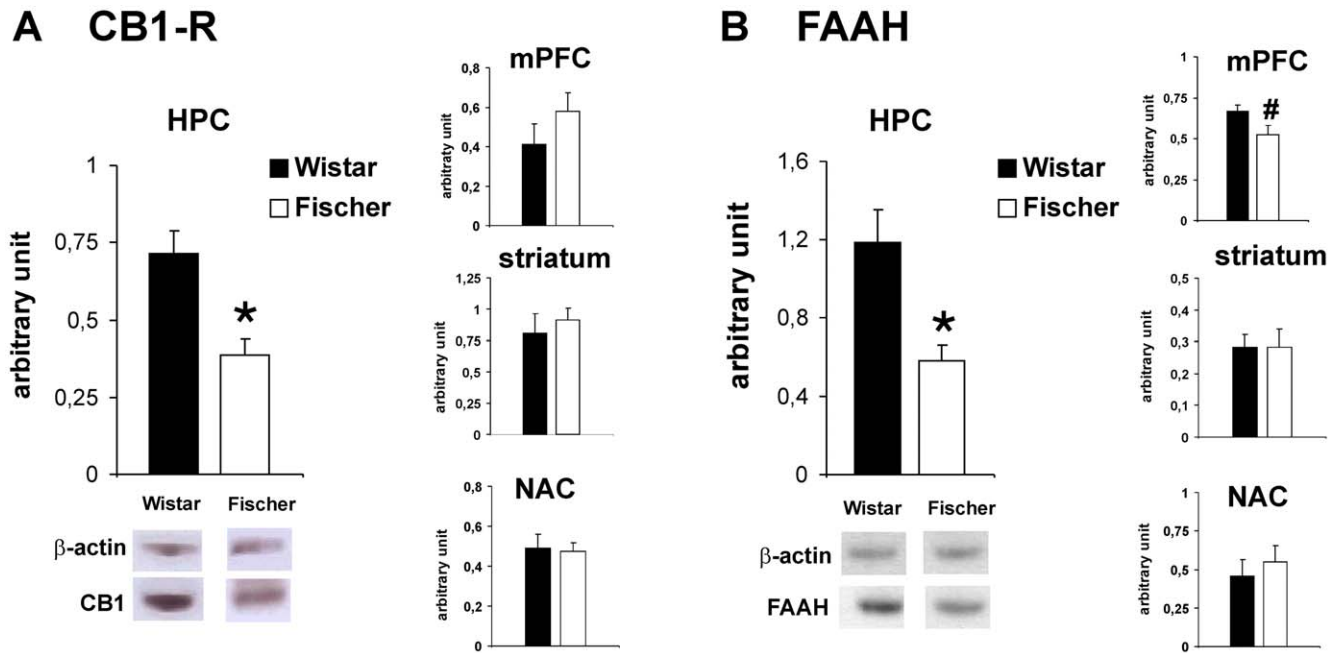 A CB1-R
HPC
Wistar
Fischer
arbitrary unit
1
0,75
0,5
0,4
0
*
Wistar Fischer
β-actin
CB1
mPFC
arbitraty unit
0,8
0,6
0,4
0,2
0
striatum
arbitrary unit
1,25
1
0,75
0,5
0,25
0
NAC
arbitrary unit
0,8
0,6
0,4
0,2
0
B FAAH
HPC
Wistar
Fischer
arbitrary unit
1,6
1,2
0,8
0,4
0
*
Wistar Fischer
β-actin
FAAH
mPFC
arbitrary unit
1
0,75
0,5
0,25
0
#
striatum
arbitrary unit
0,5
0,4
0,3
0,2
0,1
0
NAC
arbitrary unit
1
0,75
0,5
0,25
0